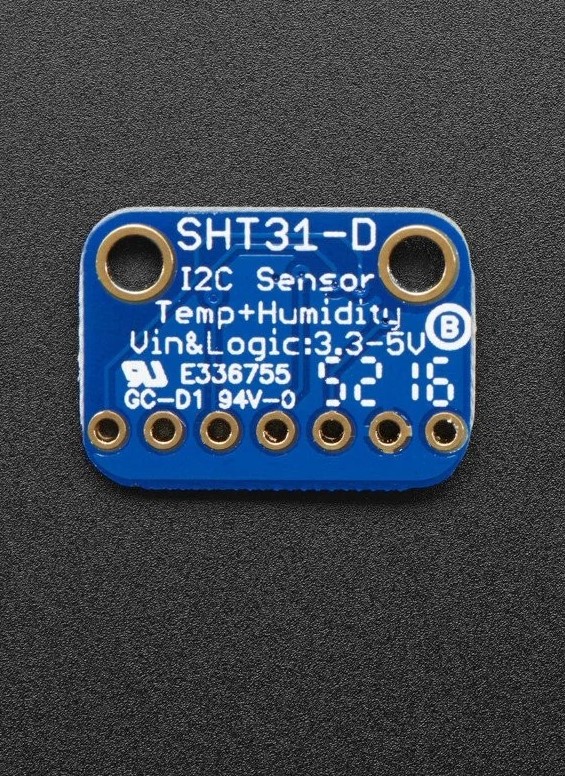 SHT31-D
I2C Sensor
Temp+Humidity
Vin&Logic:3.3-5V
B
E336755
5216
GC-D1 94V-0